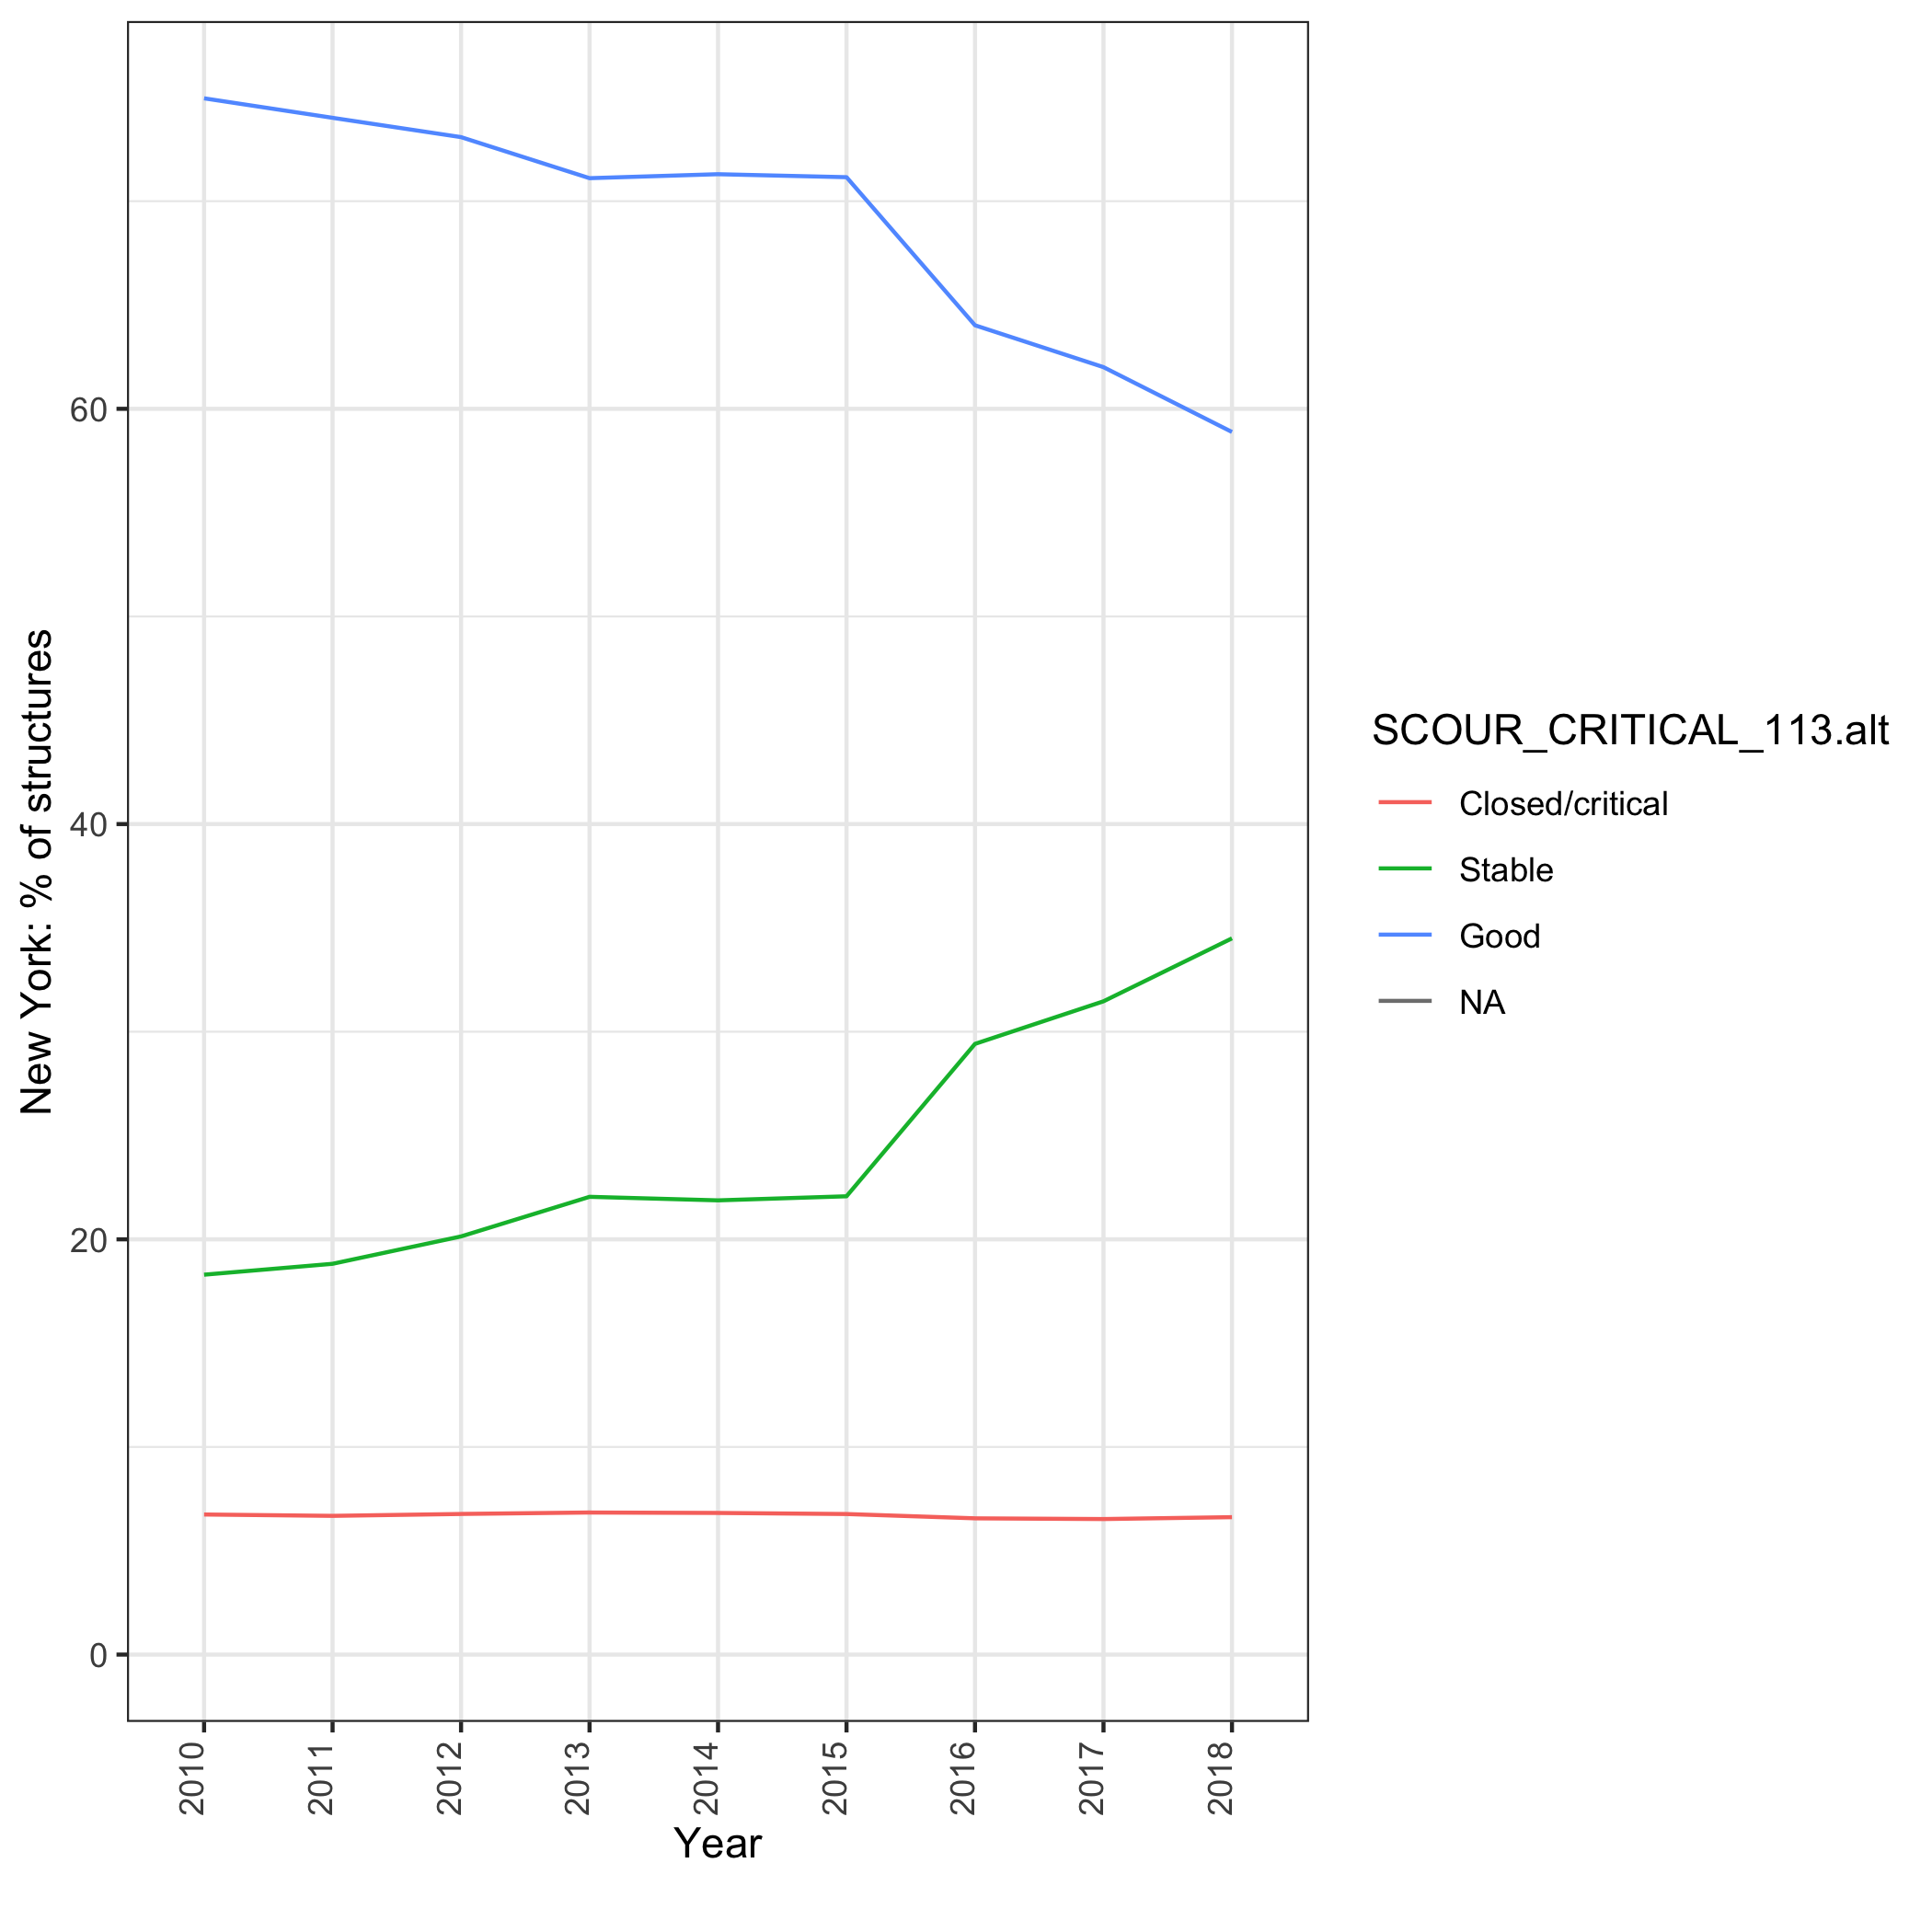 New York: % of structures
60
40
20
0
2010
2011
2012
2013
2014
2015
2016
2017
2018
Year
SCOUR_CRITICAL_113.alt
Closed/critical
Stable
Good
NA